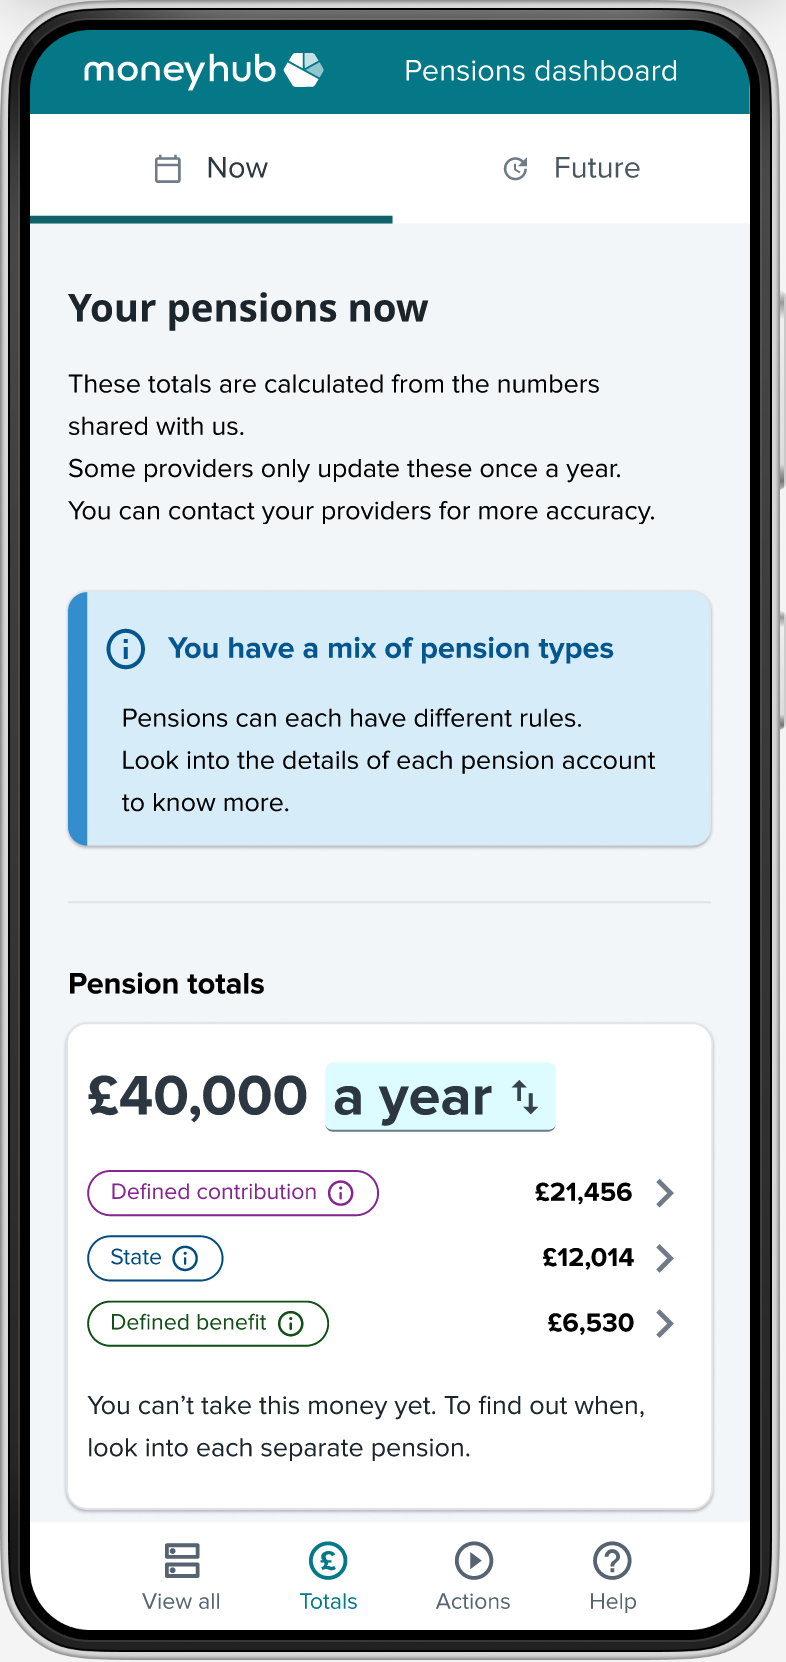 moneyhub Pensions dashboard
Now Future
Your pensions now
These totals are calculated from the numbers
shared with us.
Some providers only update these once a year.
You can contact your providers for more accuracy.
You have a mix of pension types
Pensions can each have different rules.
Look into the details of each pension account
to know more.
Pension totals
£40,000 a year
Defined contribution £21,456
State £12,014
Defined benefit £6,530
You can’t take this money yet. To find out when,
look into each separate pension.
View all Totals Actions Help